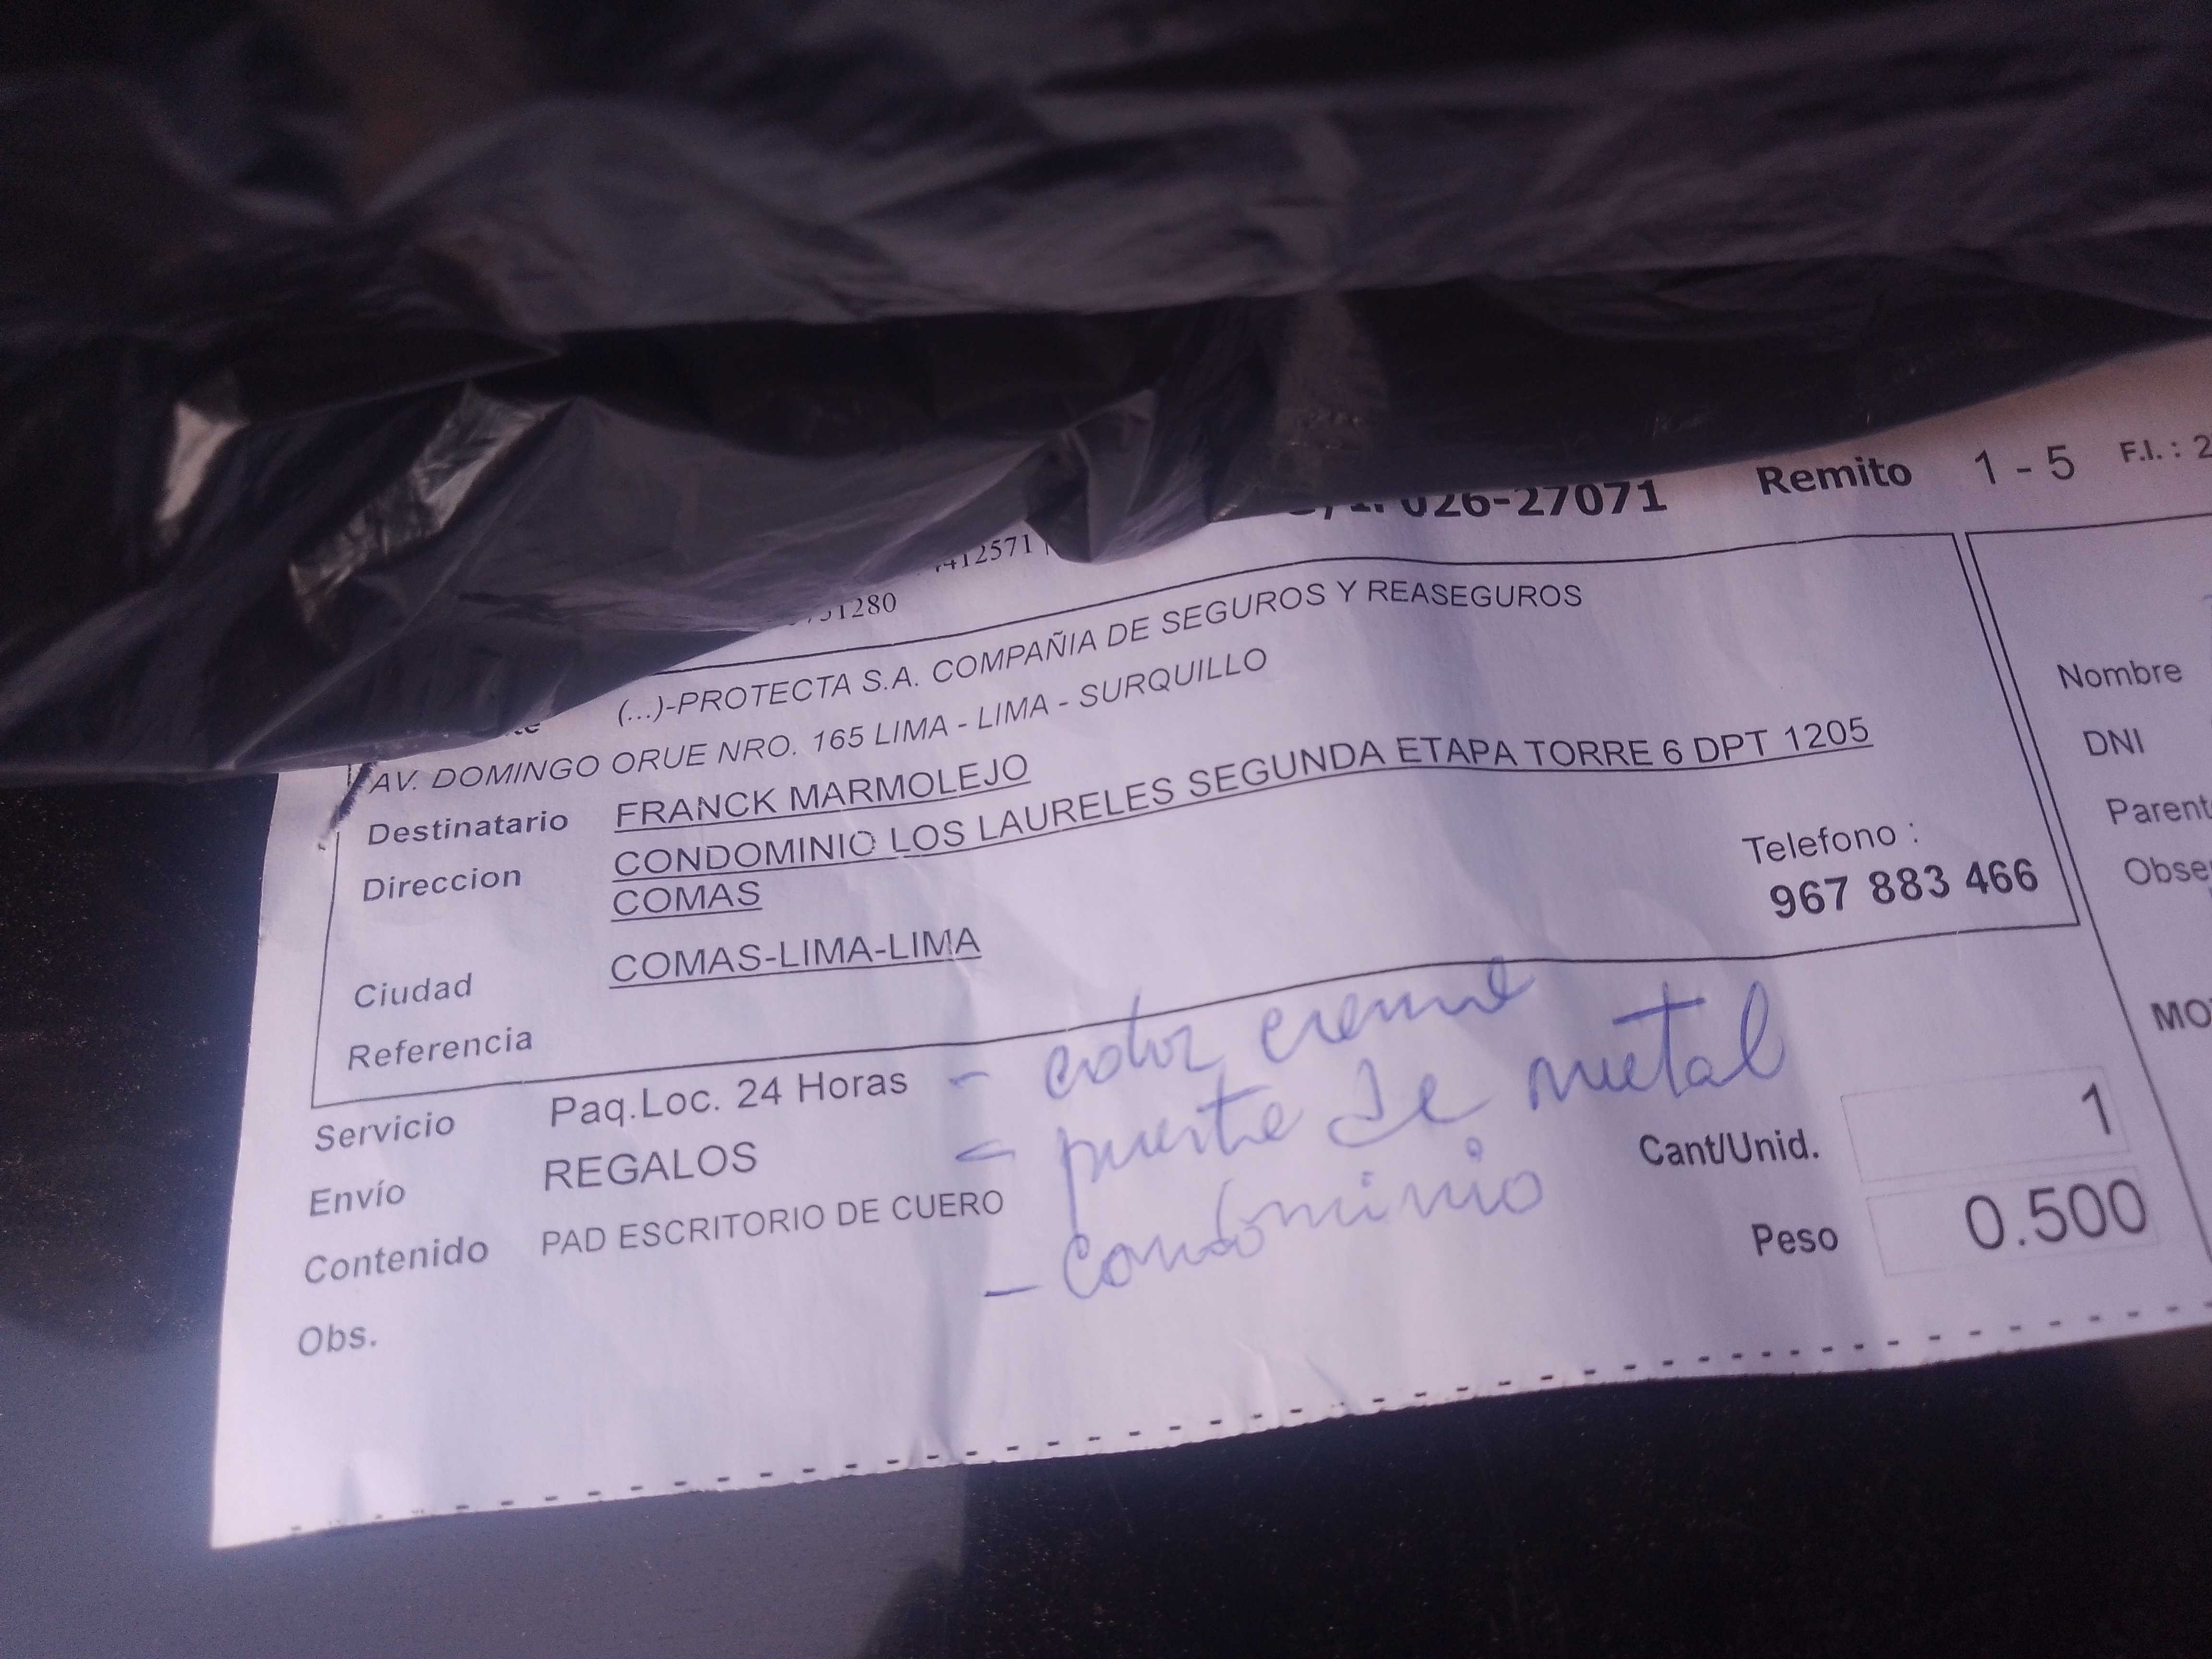 026-27071 Remito 1 - 5 F.I. : 2
412571
51280
(...)-PROTECTA S.A. COMPAÑIA DE SEGUROS Y REASEGUROS
AV. DOMINGO ORUE NRO. 165 LIMA - LIMA - SURQUILLO
Destinatario FRANCK MARMOLEJO
Direccion CONDOMINIO LOS LAURELES SEGUNDA ETAPA TORRE 6 DPT 1205
COMAS
Telefono :
967 883 466
Ciudad COMAS-LIMA-LIMA
Referencia
Servicio Paq.Loc. 24 Horas
Envío REGALOS
Contenido PAD ESCRITORIO DE CUERO
Obs.
- color creme
- puerta de metal
- condominio
Cant/Unid. 1
Peso 0.500
Nombre
DNI
Parent
Obse
MO